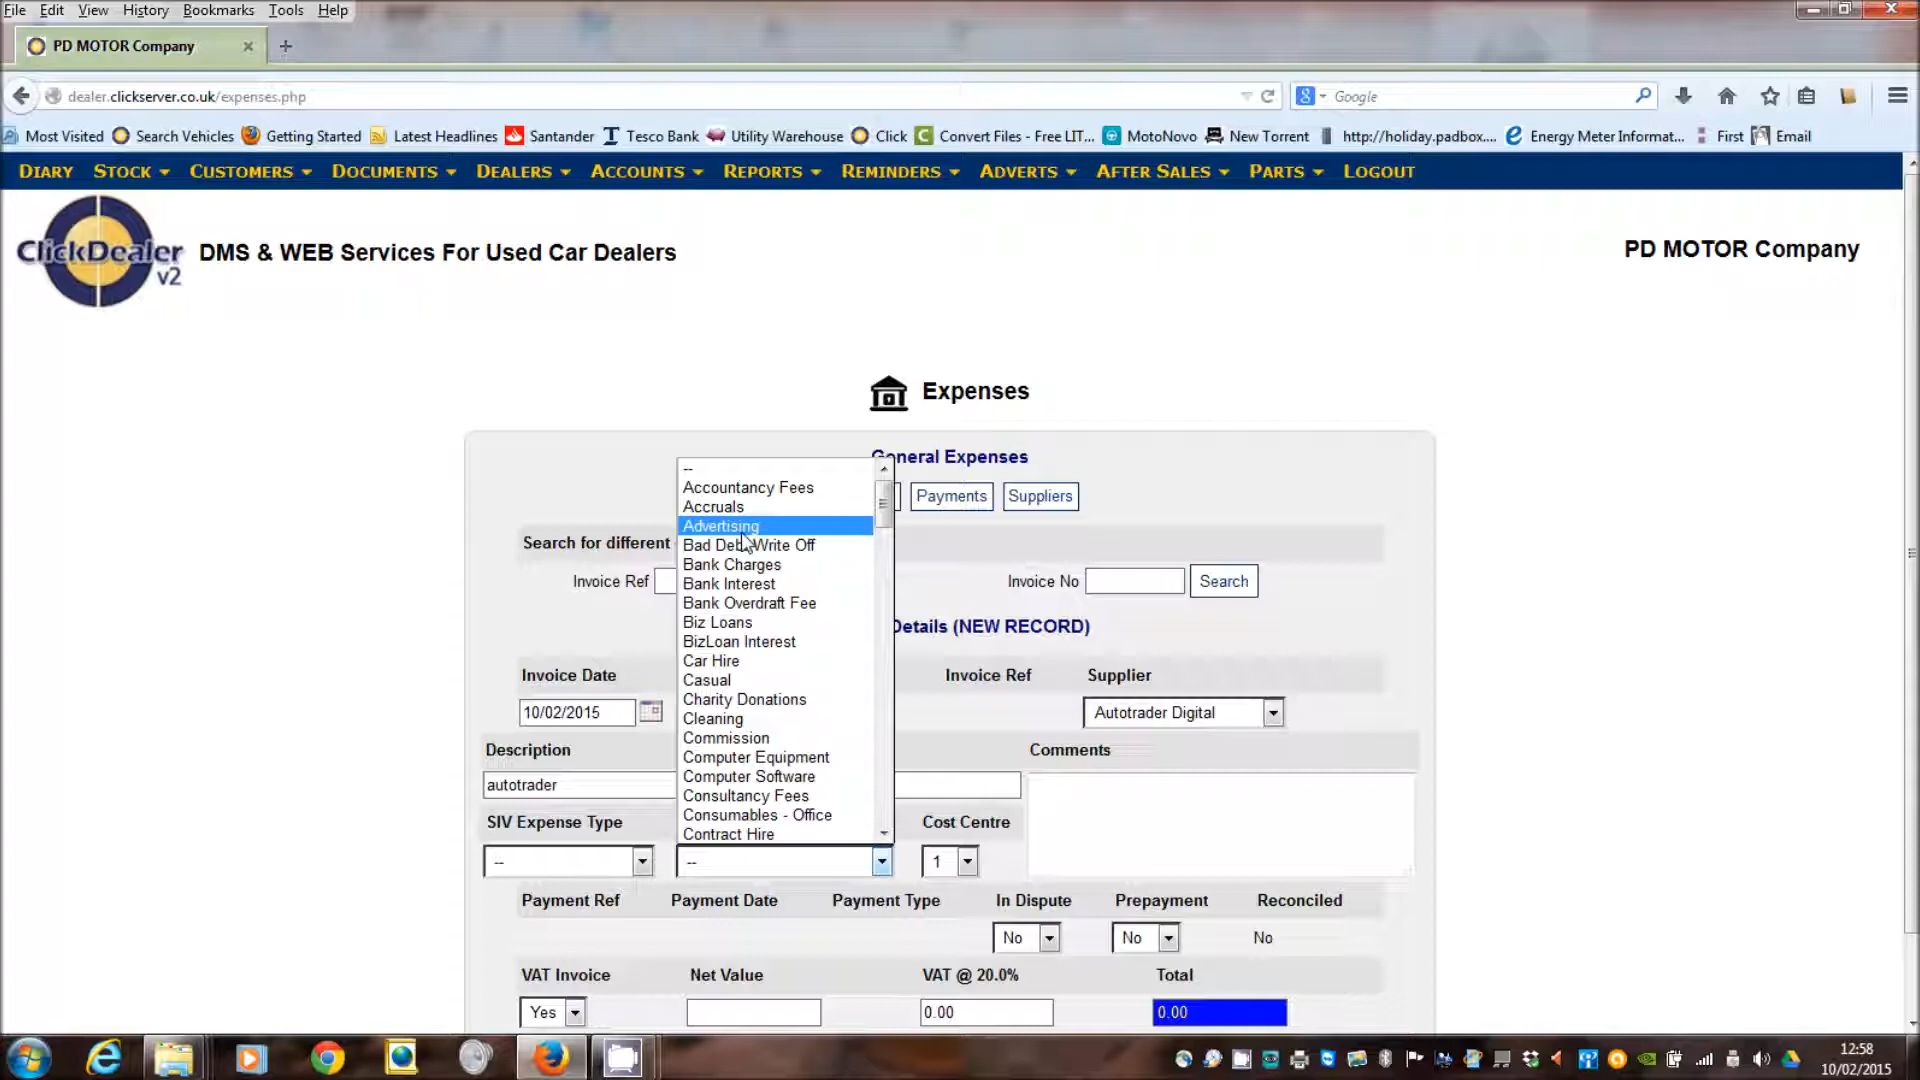 File Edit View History Bookmarks Tools Help
PD MOTOR Company
dealer.clickserver.co.uk/expenses.php
Google
Most Visited Search Vehicles Getting Started Latest Headlines Santander Tesco Bank Utility Warehouse Click Convert Files - Free LIT... MotoNovo New Torrent http://holiday.padbox.... Energy Meter Informat... First Email
DIARY STOCK CUSTOMERS DOCUMENTS DEALERS ACCOUNTS REPORTS REMINDERS ADVERTS AFTER SALES PARTS LOGOUT
ClickDealer v2
DMS & WEB Services For Used Car Dealers
PD MOTOR Company
Expenses
General Expenses
Payments Suppliers
Search for different
Invoice Ref
Invoice No Search
Details (NEW RECORD)
Invoice Date Invoice Ref Supplier
10/02/2015 Autotrader Digital
Description Comments
autotrader
SIV Expense Type Cost Centre
-- -- 1
--
Accountancy Fees
Accruals
Advertising
Bad Debt Write Off
Bank Charges
Bank Interest
Bank Overdraft Fee
Biz Loans
BizLoan Interest
Car Hire
Casual
Charity Donations
Cleaning
Commission
Computer Equipment
Computer Software
Consultancy Fees
Consumables - Office
Contract Hire
Payment Ref Payment Date Payment Type In Dispute Prepayment Reconciled
No No No
VAT Invoice Net Value VAT @ 20.0% Total
Yes 0.00 0.00
12:58
10/02/2015